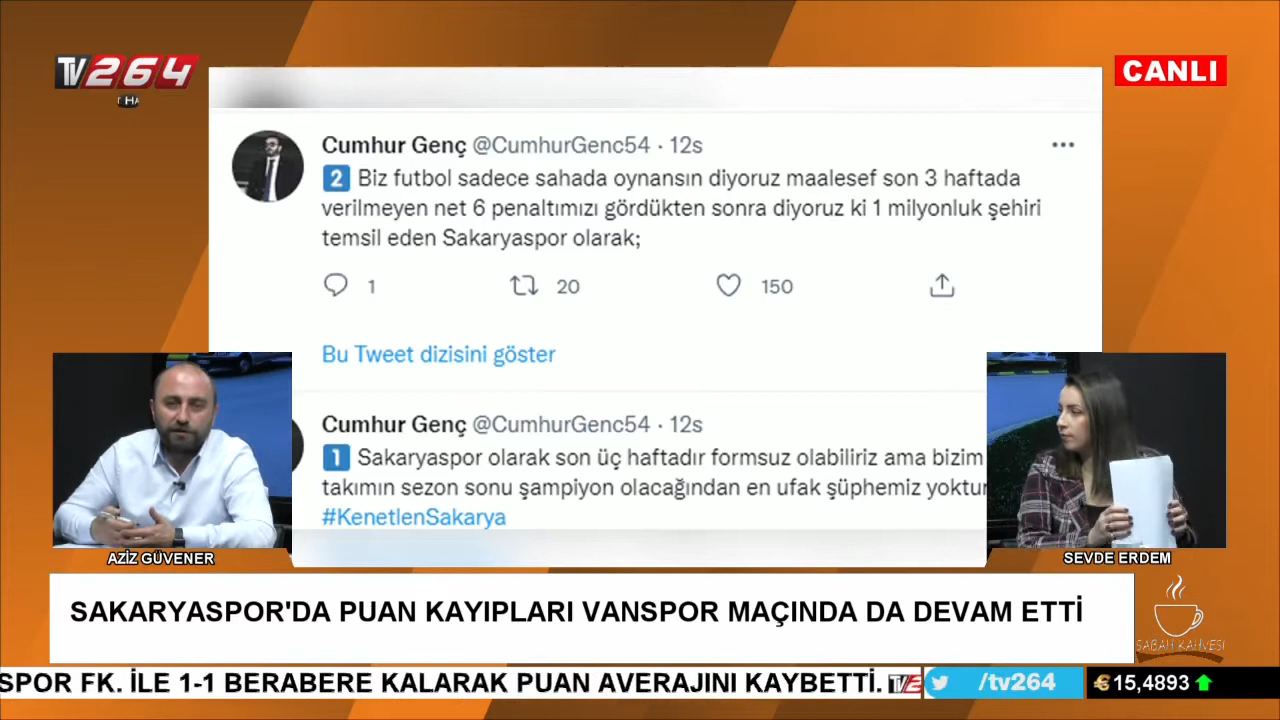 TV264
CANLI
Cumhur Genç @CumhurGenc54 · 12s
2 Biz futbol sadece sahada oynansın diyoruz maalesef son 3 haftada
verilmeyen net 6 penaltımızı gördükten sonra diyoruz ki 1 milyonluk şehiri
temsil eden Sakaryaspor olarak;
1 20 150
Bu Tweet dizisini göster
Cumhur Genç @CumhurGenc54 · 12s
1 Sakaryaspor olarak son üç haftadır formsuz olabiliriz ama bizim
takımın sezon sonu şampiyon olacağından en ufak şüphemiz yoktur
#KenetlenSakarya
AZİZ GÜVENER
SEVDE ERDEM
SAKARYASPOR'DA PUAN KAYIPLARI VANSPOR MAÇINDA DA DEVAM ETTİ
SABAH KAHVESİ
SPOR FK. İLE 1-1 BERABERE KALARAK PUAN AVERAJINI KAYBETTİ. /tv264 €15,4893